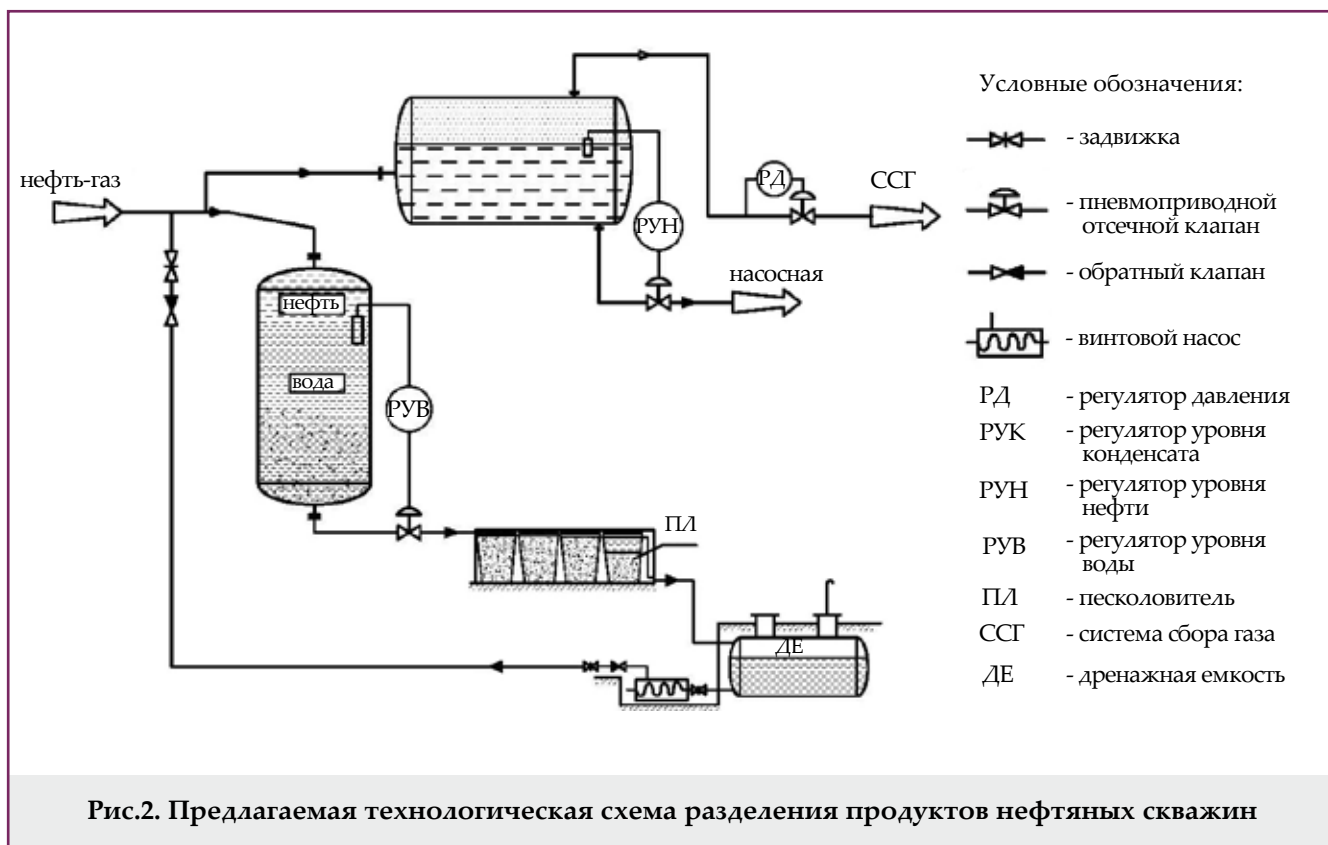 нефть-газ
РУН
РД
ССГ
насосная
нефть
вода
РУВ
ПЛ
ДЕ
Условные обозначения:
- задвижка
- пневмоприводной
отсечной клапан
- обратный клапан
- винтовой насос
РД - регулятор давления
РУК - регулятор уровня
конденсата
РУН - регулятор уровня
нефти
РУВ - регулятор уровня
воды
ПЛ - песколовитель
ССГ - система сбора газа
ДЕ - дренажная емкость
Рис.2. Предлагаемая технологическая схема разделения продуктов нефтяных скважин